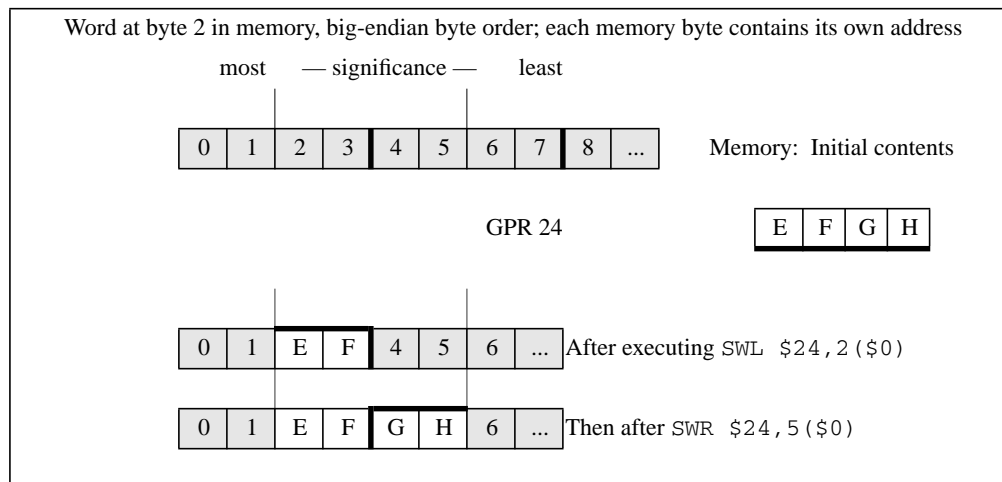 Word at byte 2 in memory, big-endian byte order; each memory byte contains its own address
most — significance — least
0 1 2 3 4 5 6 7 8 ... Memory: Initial contents
GPR 24 E F G H
0 1 E F 4 5 6 ... After executing SWL $24,2($0)
0 1 E F G H 6 ... Then after SWR $24,5($0)